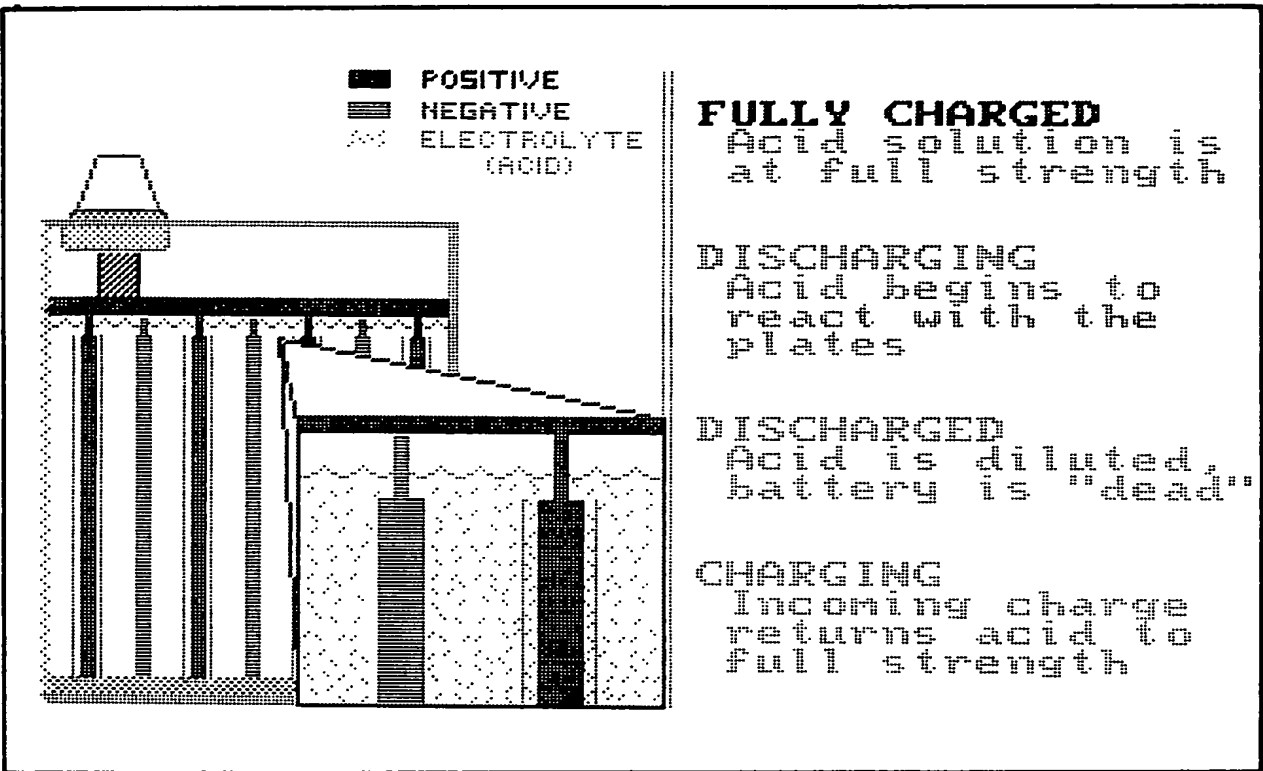 POSITIVE
NEGATIVE
ELECTROLYTE
(ACID)
FULLY CHARGED
Acid solution is
at full strength
DISCHARGING
Acid begins to
react with the
plates
DISCHARGED
Acid is diluted,
battery is "dead"
CHARGING
Incoming charge
returns acid to
full strength